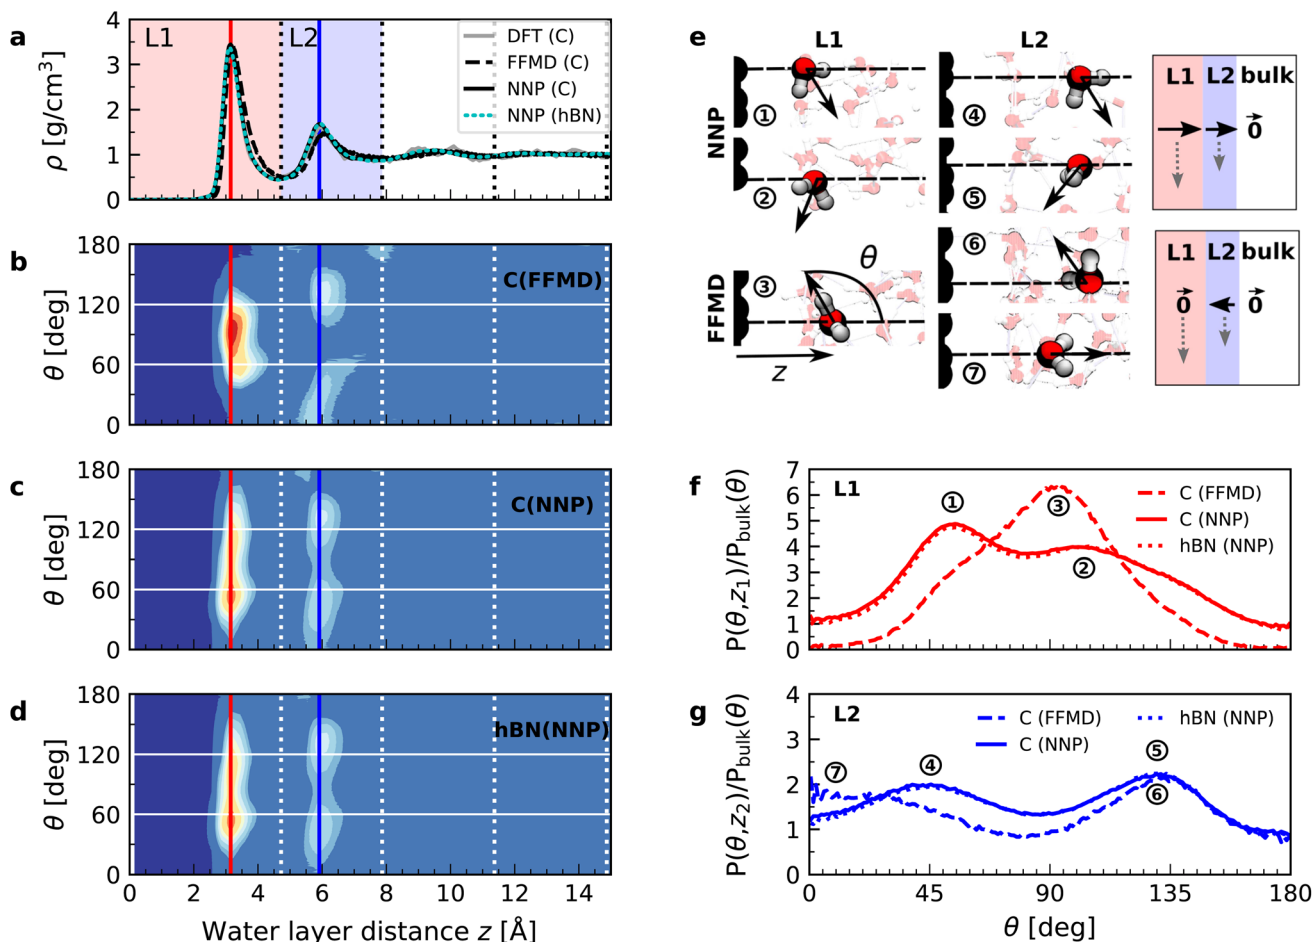 a
L1
L2
DFT (C)
FFMD (C)
NNP (C)
NNP (hBN)
4
3
2
1
0
ρ [g/cm³]
b
C(FFMD)
180
120
60
0
θ [deg]
c
C(NNP)
180
120
60
0
θ [deg]
d
hBN(NNP)
180
120
60
0
θ [deg]
0 2 4 6 8 10 12 14
Water layer distance z [Å]
e
L1 L2
NNP
①
②
④
⑤
L1 L2 bulk
0⃗
FFMD
③
θ
z
⑥
⑦
L1 L2 bulk
0⃗ 0⃗
f
L1
①
③
②
C (FFMD)
C (NNP)
hBN (NNP)
7
6
5
4
3
2
1
0
P(θ,z₁)/P_bulk(θ)
g
L2
C (FFMD)
C (NNP)
hBN (NNP)
⑦
④
⑤
⑥
4
3
2
1
0
P(θ,z₂)/P_bulk(θ)
0 45 90 135 180
θ [deg]